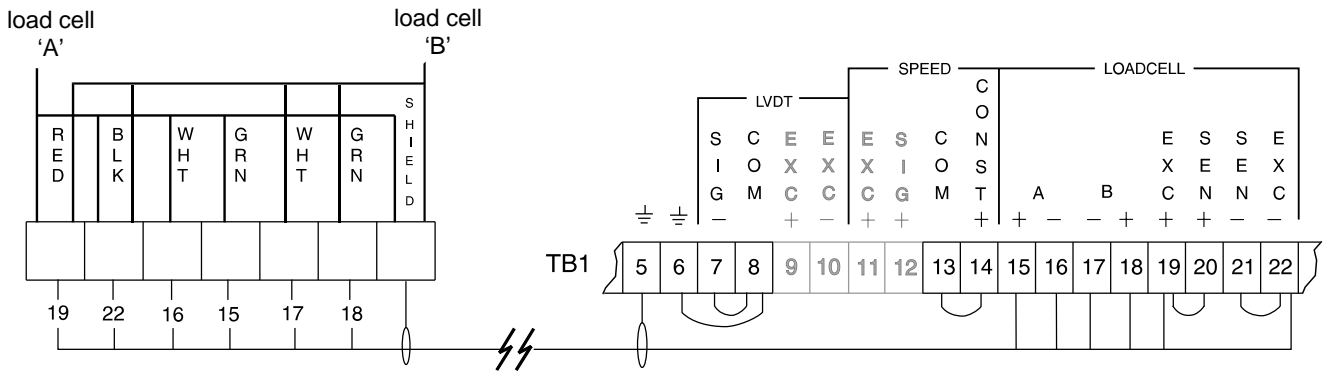 load cell
'A'
load cell
'B'
RED
BLK
WHT
GRN
WHT
GRN
SHIELD
19 22 16 15 17 18
SPEED
LOADCELL
LVDT
SIG
COM
EXC
EXC
EXC
SIG
COM
CONST
A
B
EXC
SEN
SEN
EXC
− + − + + + + − − + + + − −
TB1
5 6 7 8 9 10 11 12 13 14 15 16 17 18 19 20 21 22